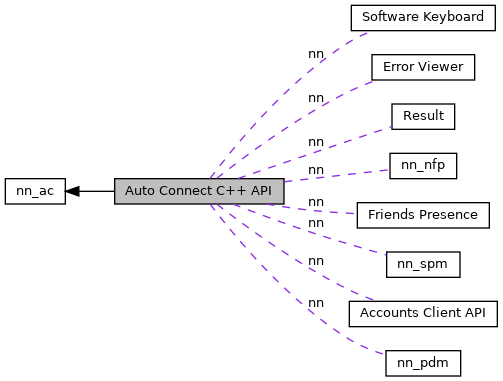 Software Keyboard
nn
Error Viewer
nn
Result
nn
nn_nfp
nn
nn_ac
Auto Connect C++ API
nn
Friends Presence
nn
nn_spm
nn
Accounts Client API
nn
nn_pdm